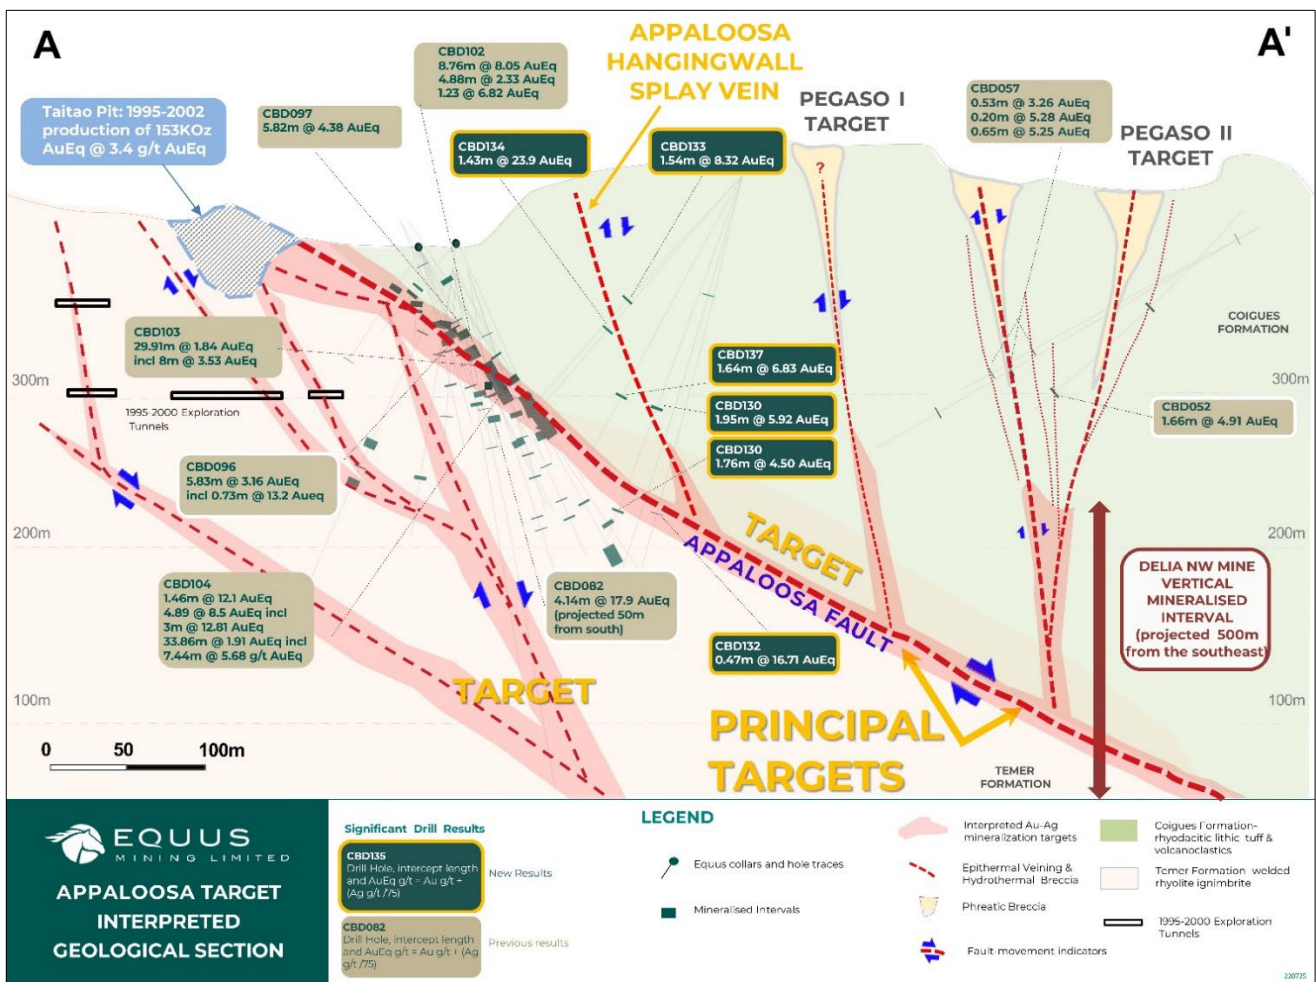 A
A'
CBD102
8.76m @ 8.05 AuEq
4.88m @ 2.33 AuEq
1.23 @ 6.82 AuEq
APPALOOSA
HANGINGWALL
SPLAY VEIN
PEGASO I
TARGET
CBD057
0.53m @ 3.26 AuEq
0.20m @ 5.28 AuEq
0.65m @ 5.25 AuEq
PEGASO II
TARGET
Taitao Pit: 1995-2002
production of 153KOz
AuEq @ 3.4 g/t AuEq
CBD097
5.82m @ 4.38 AuEq
CBD134
1.43m @ 23.9 AuEq
CBD133
1.54m @ 8.32 AuEq
?
COIGUES
FORMATION
CBD103
29.91m @ 1.84 AuEq
incl 8m @ 3.53 AuEq
CBD137
1.64m @ 6.83 AuEq
300m
300m
1995-2000 Exploration
Tunnels
CBD130
1.95m @ 5.92 AuEq
CBD052
1.66m @ 4.91 AuEq
CBD130
1.76m @ 4.50 AuEq
CBD096
5.83m @ 3.16 AuEq
incl 0.73m @ 13.2 Aueq
200m
200m
TARGET
APPALOOSA FAULT
DELIA NW MINE
VERTICAL
MINERALISED
INTERVAL
(projected 500m
from the southeast)
CBD104
1.46m @ 12.1 AuEq
4.89 @ 8.5 AuEq incl
3m @ 12.81 AuEq
33.86m @ 1.91 AuEq incl
7.44m @ 5.68 g/t AuEq
CBD082
4.14m @ 17.9 AuEq
(projected 50m
from south)
CBD132
0.47m @ 16.71 AuEq
TARGET
100m
100m
PRINCIPAL
TARGETS
0 50 100m
TEMER
FORMATION
EQUUS
MINING LIMITED
APPALOOSA TARGET
INTERPRETED
GEOLOGICAL SECTION
Significant Drill Results
CBD135
Drill Hole, intercept length
and AuEq g/t = Au g/t +
(Ag g/t /75)
New Results
CBD082
Drill Hole, intercept length
and AuEq g/t = Au g/t + (Ag
g/t /75)
Previous results
LEGEND
Equus collars and hole traces
Mineralised Intervals
Interpreted Au-Ag
mineralization targets
Epithermal Veining &
Hydrothermal Breccia
Phreatic Breccia
Fault-movement indicators
Coigues Formation-
rhyodacitic lithic tuff &
volcanoclastics
Temer Formation welded
rhyolite ignimbrite
1995-2000 Exploration
Tunnels
220725